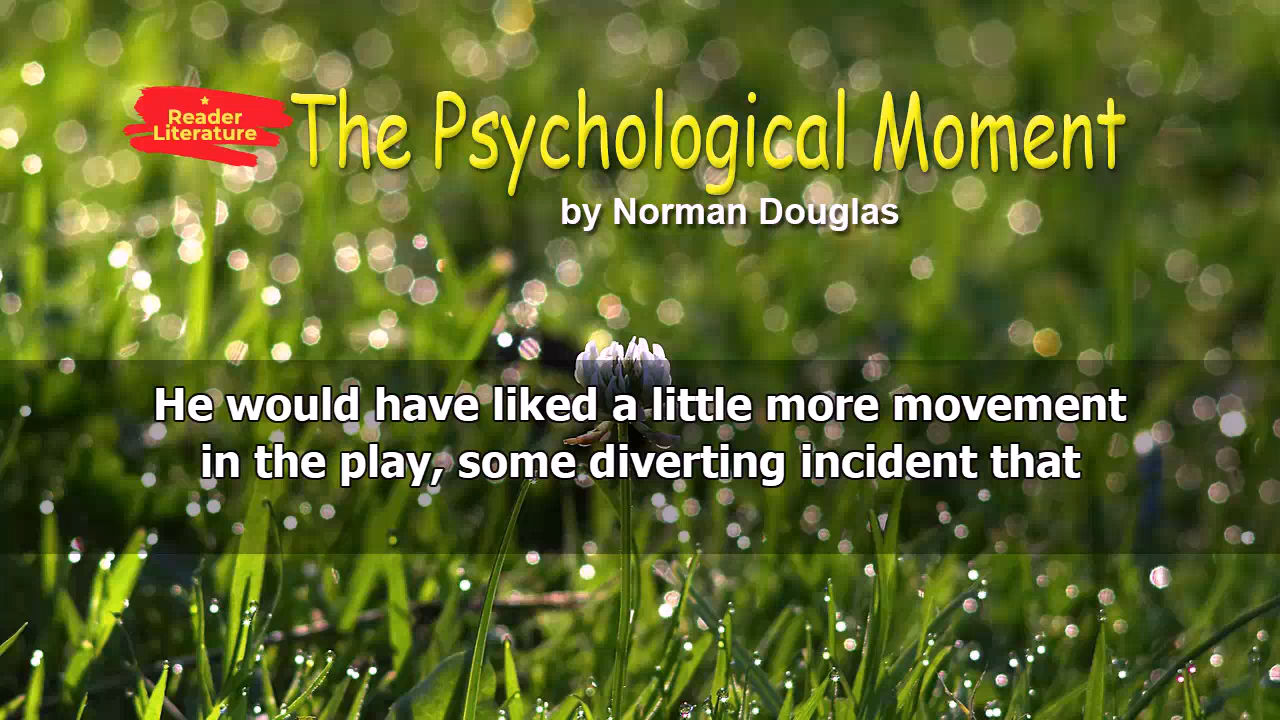 Reader
Literature
The Psychological Moment
by Norman Douglas
He would have liked a little more movement
in the play, some diverting incident that